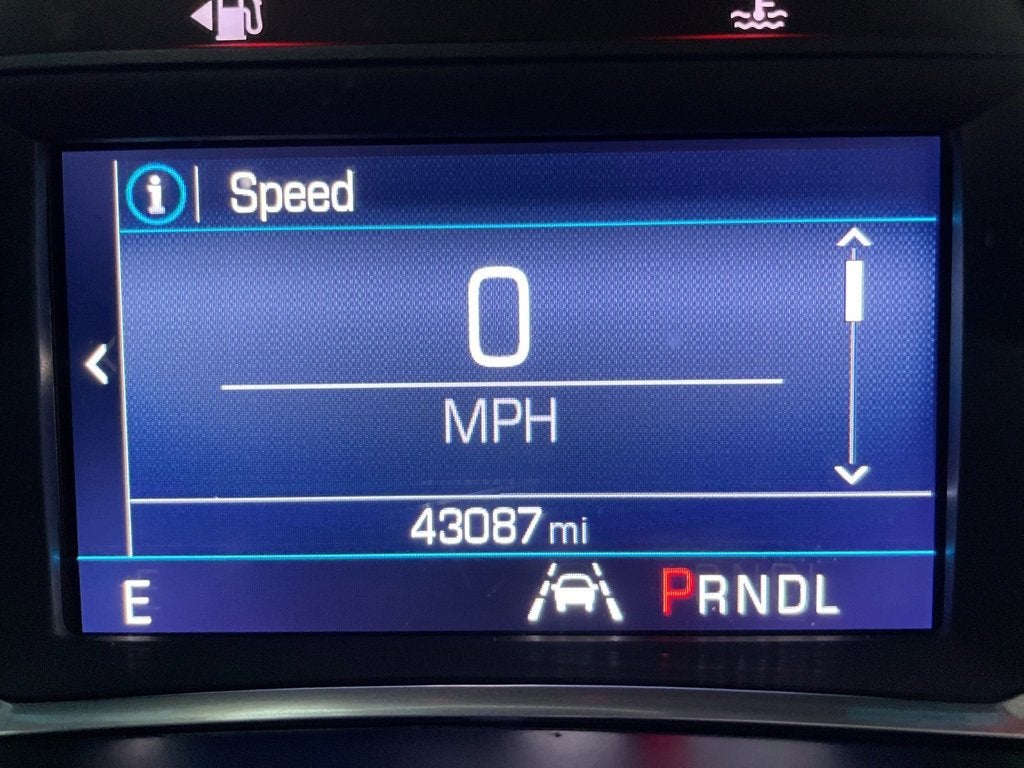 Speed
0
MPH
43087 mi
E
PRNDL